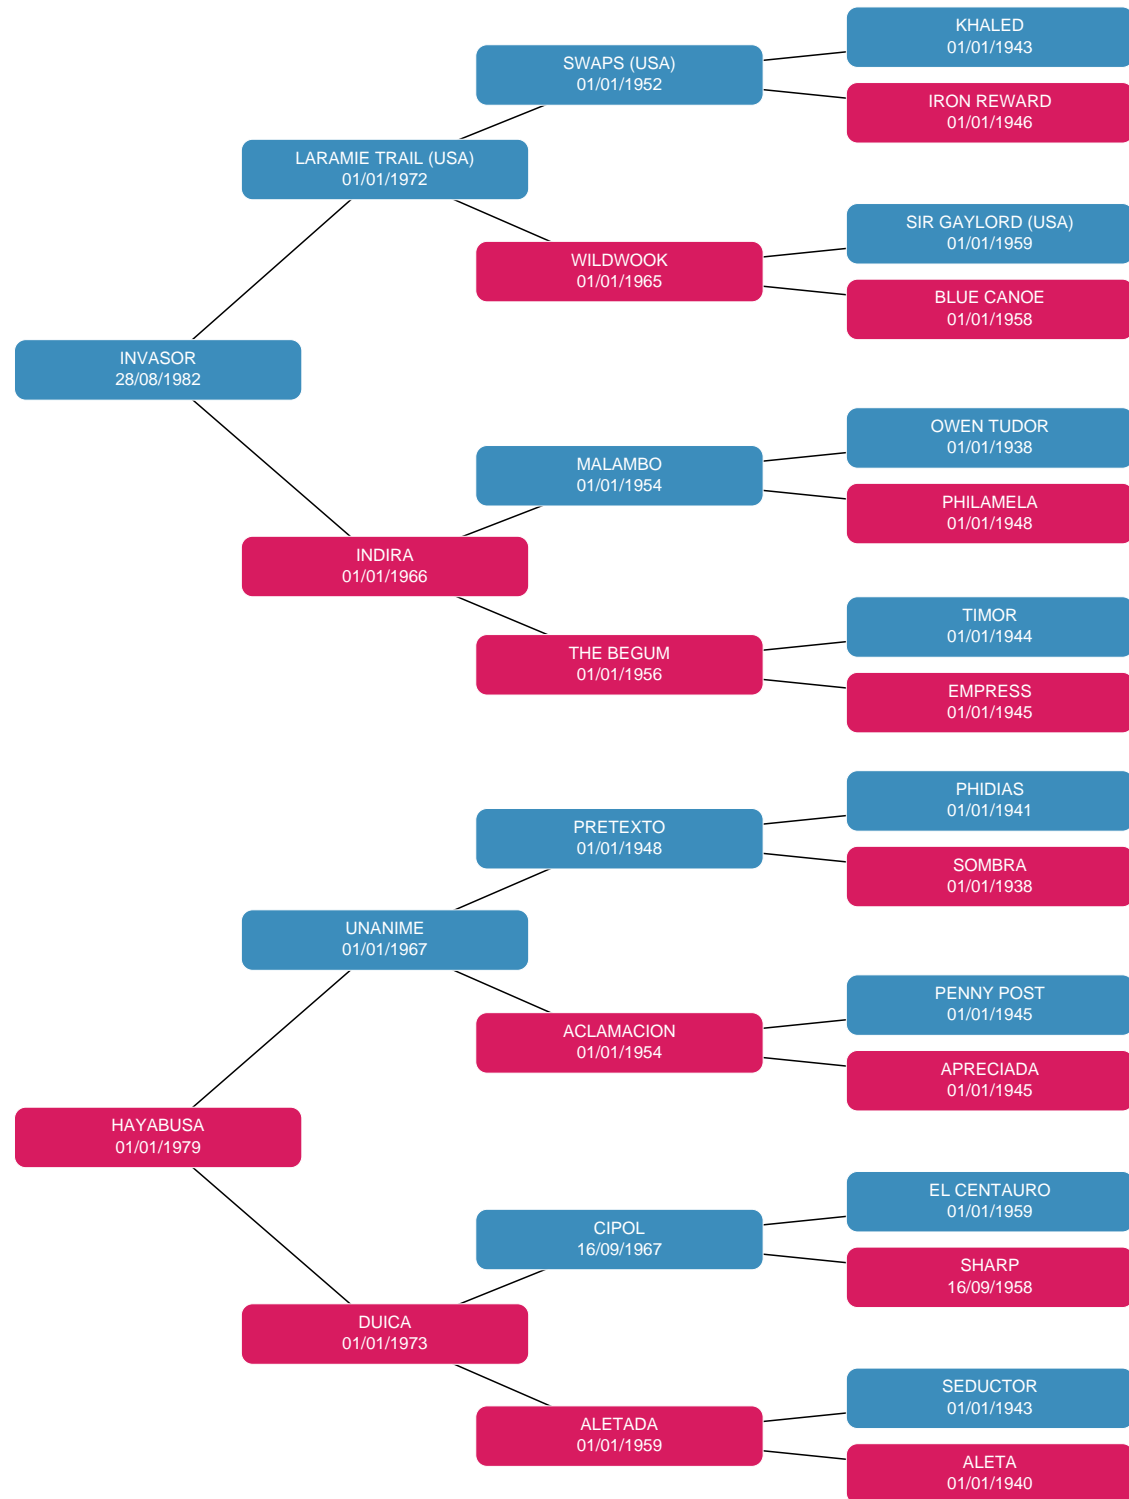 KHALED
01/01/1943
SWAPS (USA)
01/01/1952
IRON REWARD
01/01/1946
LARAMIE TRAIL (USA)
01/01/1972
SIR GAYLORD (USA)
01/01/1959
WILDWOOK
01/01/1965
BLUE CANOE
01/01/1958
INVASOR
28/08/1982
OWEN TUDOR
01/01/1938
MALAMBO
01/01/1954
PHILAMELA
01/01/1948
INDIRA
01/01/1966
TIMOR
01/01/1944
THE BEGUM
01/01/1956
EMPRESS
01/01/1945
PHIDIAS
01/01/1941
PRETEXTO
01/01/1948
SOMBRA
01/01/1938
UNANIME
01/01/1967
PENNY POST
01/01/1945
ACLAMACION
01/01/1954
APRECIADA
01/01/1945
HAYABUSA
01/01/1979
EL CENTAURO
01/01/1959
CIPOL
16/09/1967
SHARP
16/09/1958
DUICA
01/01/1973
SEDUCTOR
01/01/1943
ALETADA
01/01/1959
ALETA
01/01/1940